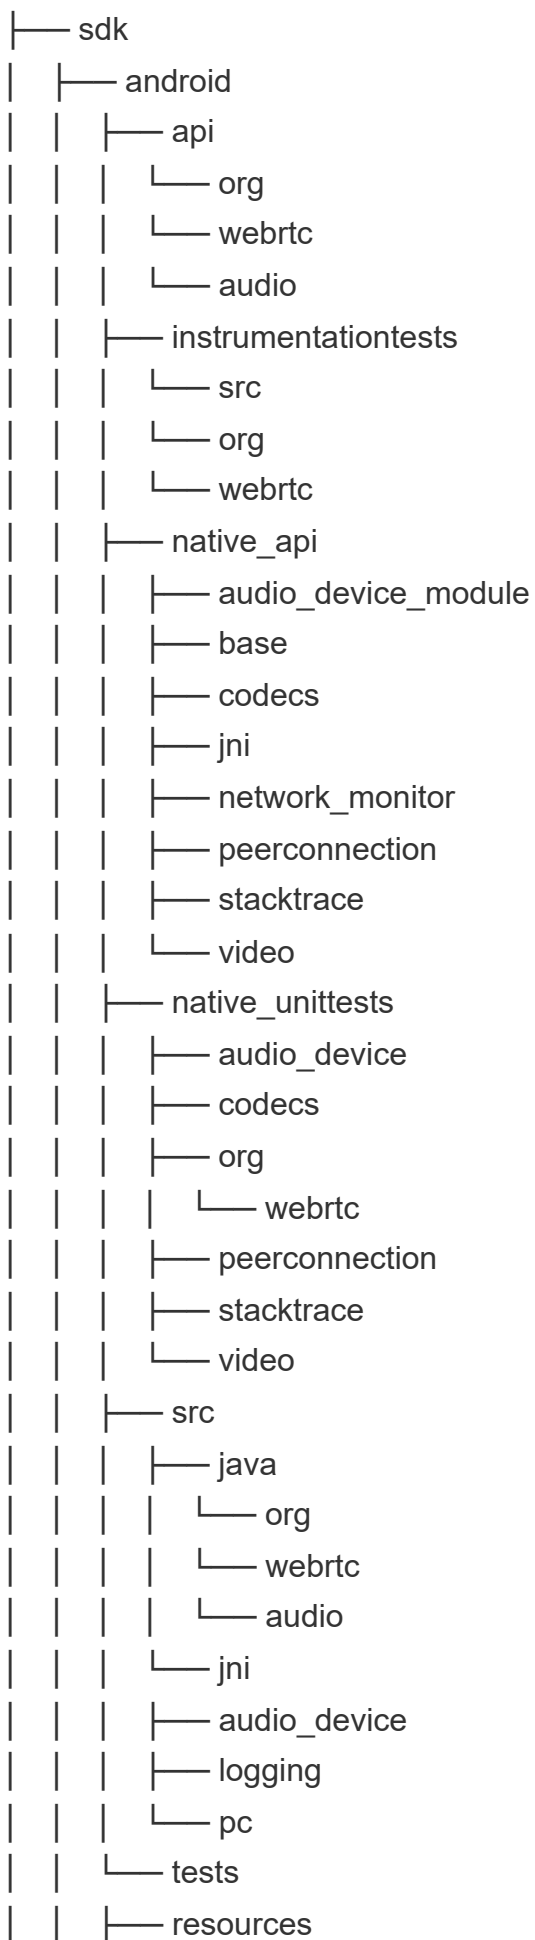 ├── sdk
│   ├── android
│   │   ├── api
│   │   │   └── org
│   │   │   └── webrtc
│   │   │   └── audio
│   │   ├── instrumentationtests
│   │   │   └── src
│   │   │   └── org
│   │   │   └── webrtc
│   │   ├── native_api
│   │   │   ├── audio_device_module
│   │   │   ├── base
│   │   │   ├── codecs
│   │   │   ├── jni
│   │   │   ├── network_monitor
│   │   │   ├── peerconnection
│   │   │   ├── stacktrace
│   │   │   └── video
│   │   ├── native_unittests
│   │   │   ├── audio_device
│   │   │   ├── codecs
│   │   │   ├── org
│   │   │   │   └── webrtc
│   │   │   ├── peerconnection
│   │   │   ├── stacktrace
│   │   │   └── video
│   │   ├── src
│   │   │   ├── java
│   │   │   │   └── org
│   │   │   │   └── webrtc
│   │   │   │   └── audio
│   │   │   └── jni
│   │   │   ├── audio_device
│   │   │   ├── logging
│   │   │   └── pc
│   │   └── tests
│   │   ├── resources